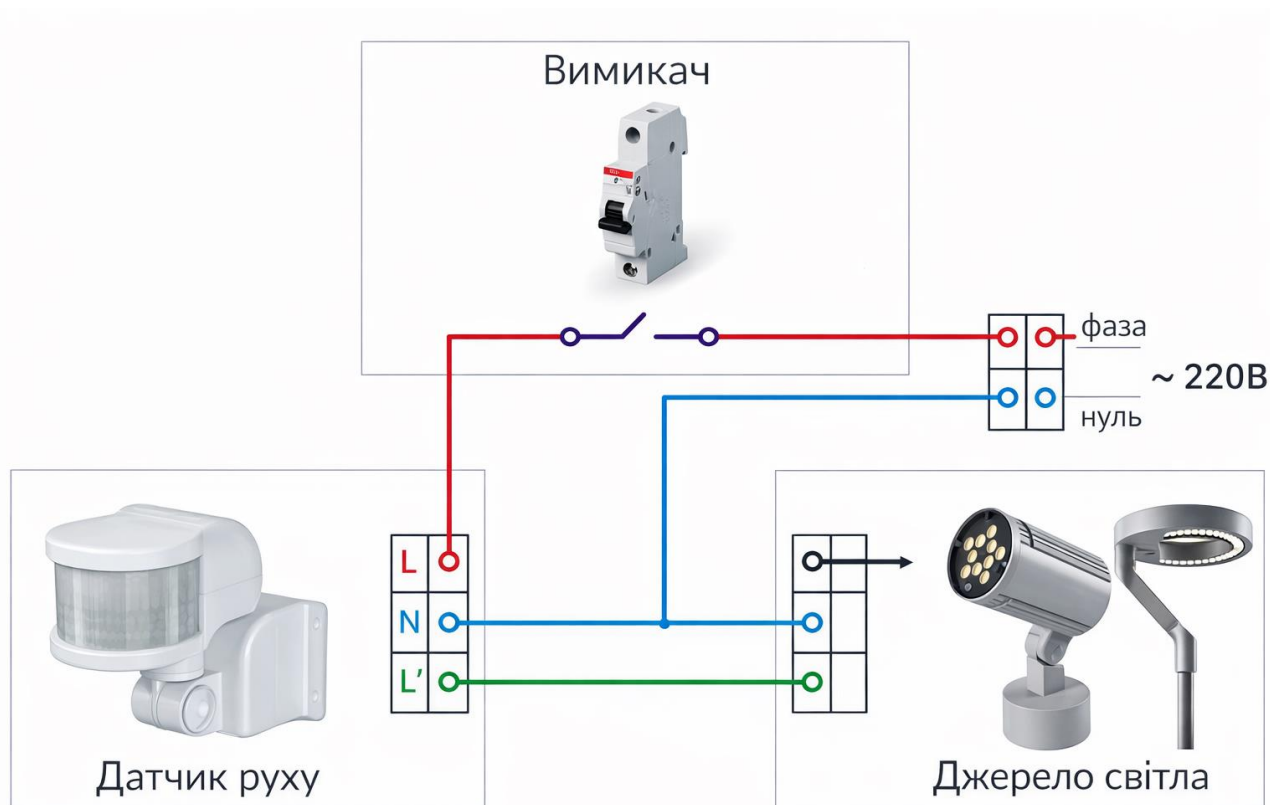 Вимикач
фаза
~ 220В
нуль
L
N
L’
Датчик руху
Джерело світла